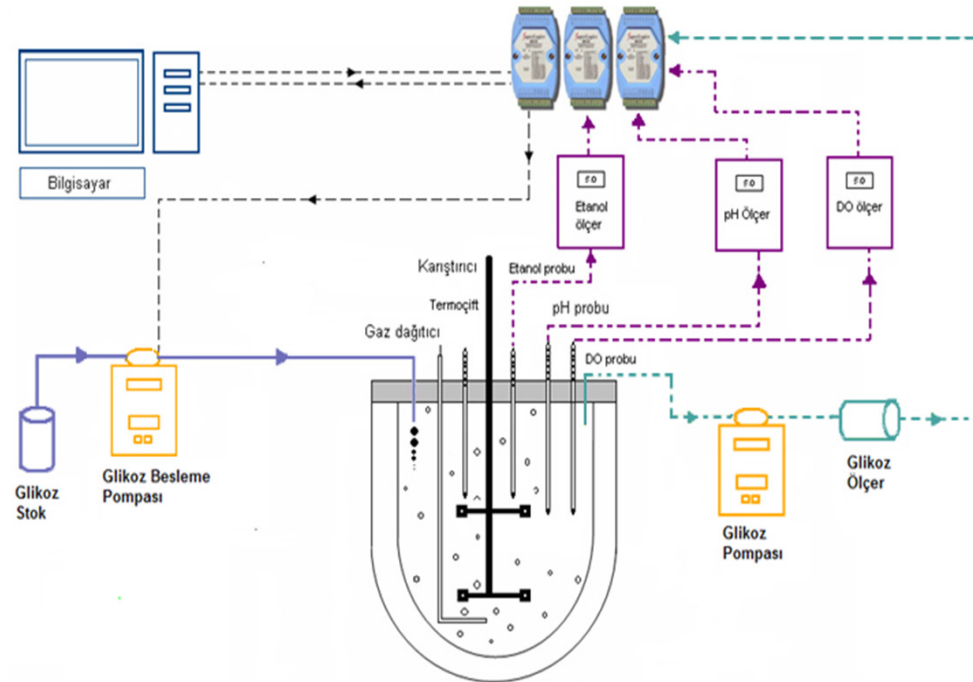 Bilgisayar
Etanol
ölçer
pH Ölçer
DO ölçer
Karıştırıcı
Etanol probu
Termoçift
pH probu
Gaz dağıtıcı
DO probu
Glikoz
Stok
Glikoz Besleme
Pompası
Glikoz
Ölçer
Glikoz
Pompası